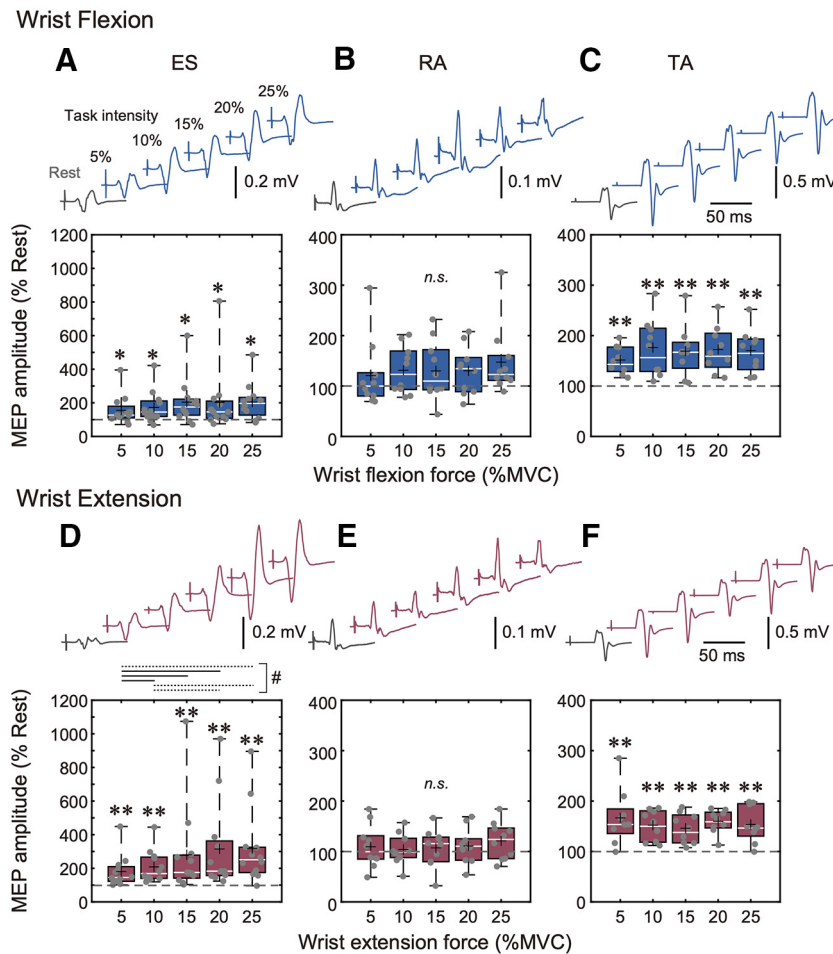 Wrist Flexion
A ES B RA C TA
Task intensity
Rest 5% 10% 15% 20% 25%
0.2 mV 0.1 mV 0.5 mV
50 ms
MEP amplitude (% Rest)
1200
1000
800
600
400
200
0
* * * * *
5 10 15 20 25
400
300
200
100
0
n.s.
5 10 15 20 25
400
300
200
100
0
** ** ** ** **
5 10 15 20 25
Wrist flexion force (%MVC)
Wrist Extension
D E F
0.2 mV 0.1 mV 0.5 mV
50 ms
#
MEP amplitude (% Rest)
1200
1000
800
600
400
200
0
** ** ** ** **
5 10 15 20 25
400
300
200
100
0
n.s.
5 10 15 20 25
400
300
200
100
0
** ** ** ** **
5 10 15 20 25
Wrist extension force (%MVC)